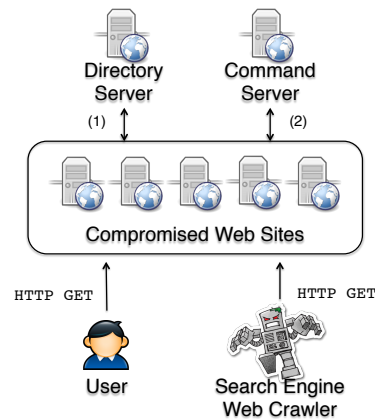 Directory
Server
Command
Server
(1)
(2)
Compromised Web Sites
HTTP GET
HTTP GET
User
Search Engine
Web Crawler